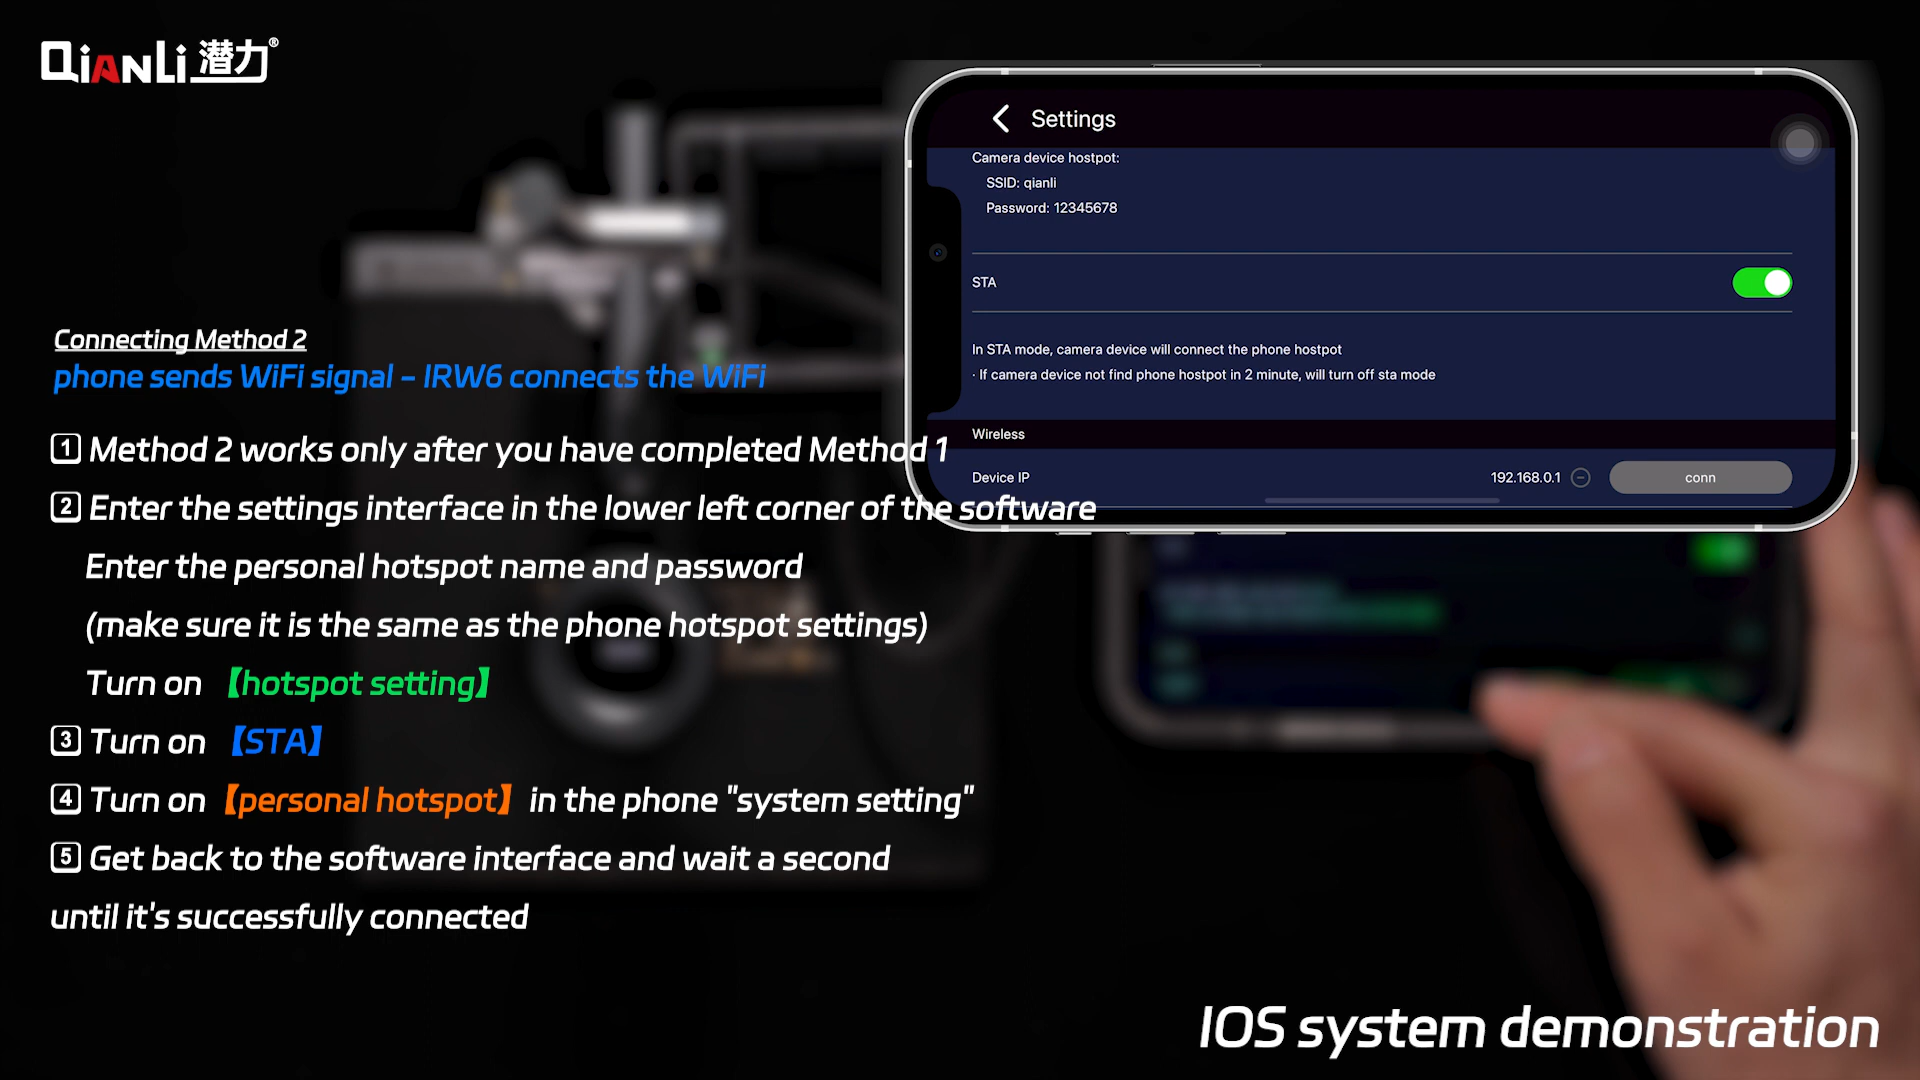 QiANLi 潜力®
Settings
Camera device hostpot:
SSID: qianli
Password: 12345678
STA
In STA mode, camera device will connect the phone hostpot
· If camera device not find phone hostpot in 2 minute, will turn off sta mode
Wireless
Device IP 192.168.0.1 conn
Connecting Method 2
phone sends WiFi signal - IRW6 connects the WiFi
1 Method 2 works only after you have completed Method 1
2 Enter the settings interface in the lower left corner of the software
Enter the personal hotspot name and password
(make sure it is the same as the phone hotspot settings)
Turn on 【hotspot setting】
3 Turn on 【STA】
4 Turn on 【personal hotspot】 in the phone "system setting"
5 Get back to the software interface and wait a second
until it's successfully connected
IOS system demonstration